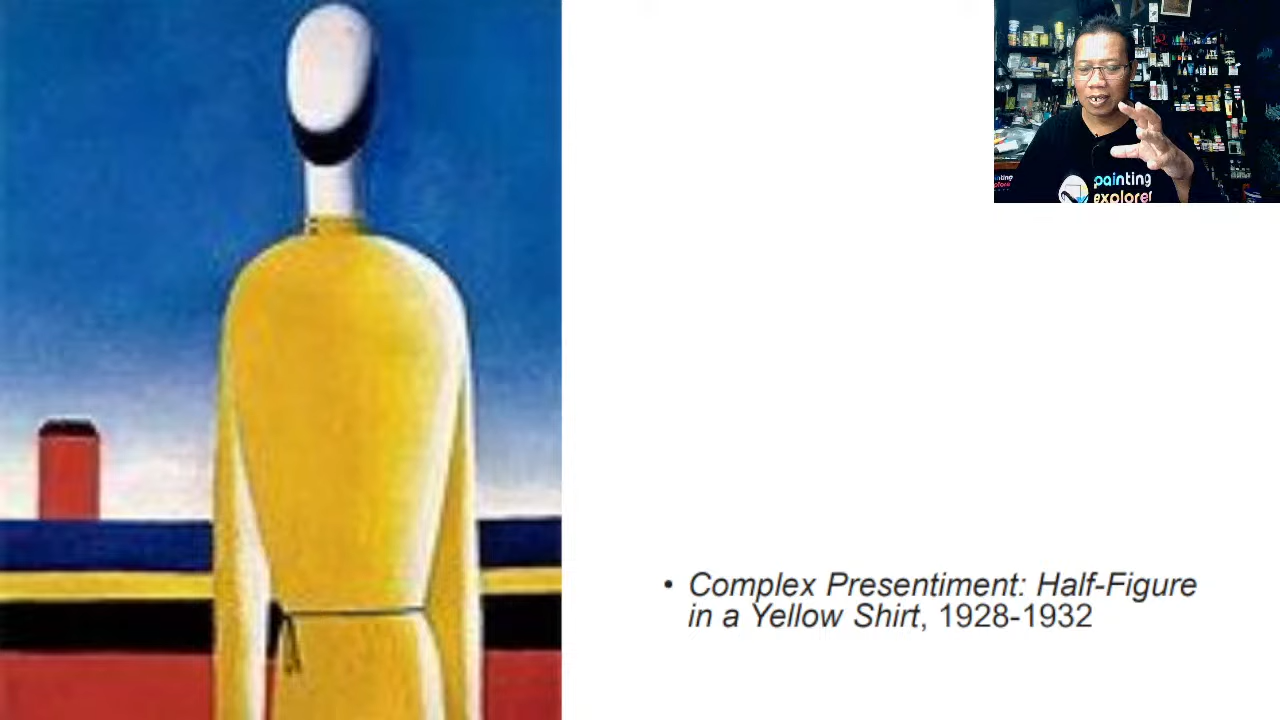 painting
explorer
• Complex Presentiment: Half-Figure
in a Yellow Shirt, 1928-1932